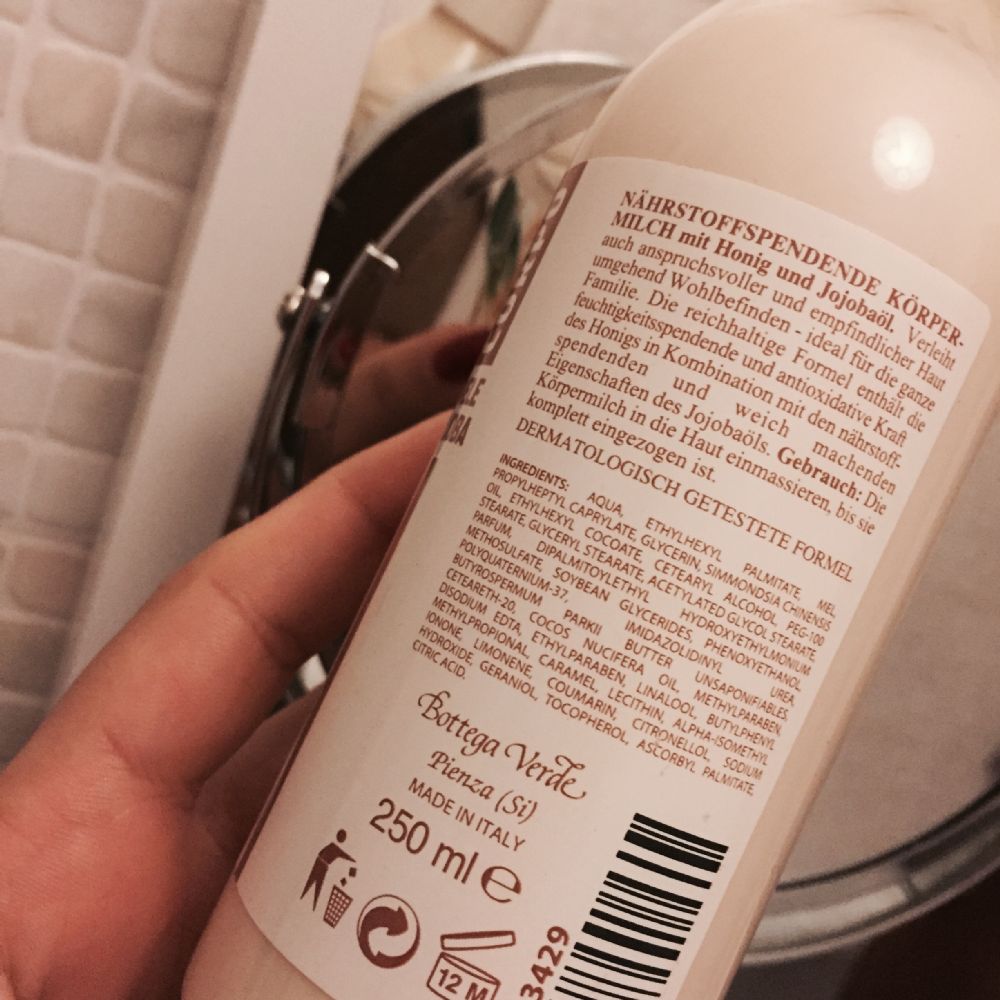 NÄHRSTOFFSPENDENDE KÖRPER-
MILCH mit Honig und Jojobaöl. Verleiht
auch anspruchsvoller und empfindlicher Haut
umgehend Wohlbefinden - ideal für die ganze
Familie. Die reichhaltige Formel enthält die
feuchtigkeitsspendende und antioxidative Kraft
des Honigs in Kombination mit den nährstoff-
spendenden und weich machenden
Eigenschaften des Jojobaöls. Gebrauch: Die
Körpermilch in die Haut einmassieren, bis sie
komplett eingezogen ist.
DERMATOLOGISCH GETESTETE FORMEL
INGREDIENTS: AQUA, ETHYLHEXYL PALMITATE, MEL,
PROPYLHEPTYL CAPRYLATE, GLYCERIN, SIMMONDSIA CHINENSIS
OIL, ETHYLHEXYL COCOATE, CETEARYL ALCOHOL, PEG-100
STEARATE, GLYCERYL STEARATE, ACETYLATED GLYCOL STEARATE,
PARFUM, DIPALMITOYLETHYL HYDROXYETHYLMONIUM
METHOSULFATE, SOYBEAN GLYCERIDES, PHENOXYETHANOL,
POLYQUATERNIUM-37, IMIDAZOLIDINYL UREA,
BUTYROSPERMUM PARKII BUTTER UNSAPONIFIABLES,
CETEARETH-20, COCOS NUCIFERA OIL, METHYLPARABEN,
DISODIUM EDTA, ETHYLPARABEN, LINALOOL, BUTYLPHENYL
METHYLPROPIONAL, CARAMEL, LECITHIN, ALPHA-ISOMETHYL
IONONE, LIMONENE, COUMARIN, CITRONELLOL, SODIUM
HYDROXIDE, GERANIOL, TOCOPHEROL, ASCORBYL PALMITATE,
CITRIC ACID.
Bottega Verde
Pienza (Si)
MADE IN ITALY
250 ml e
12 M
3429